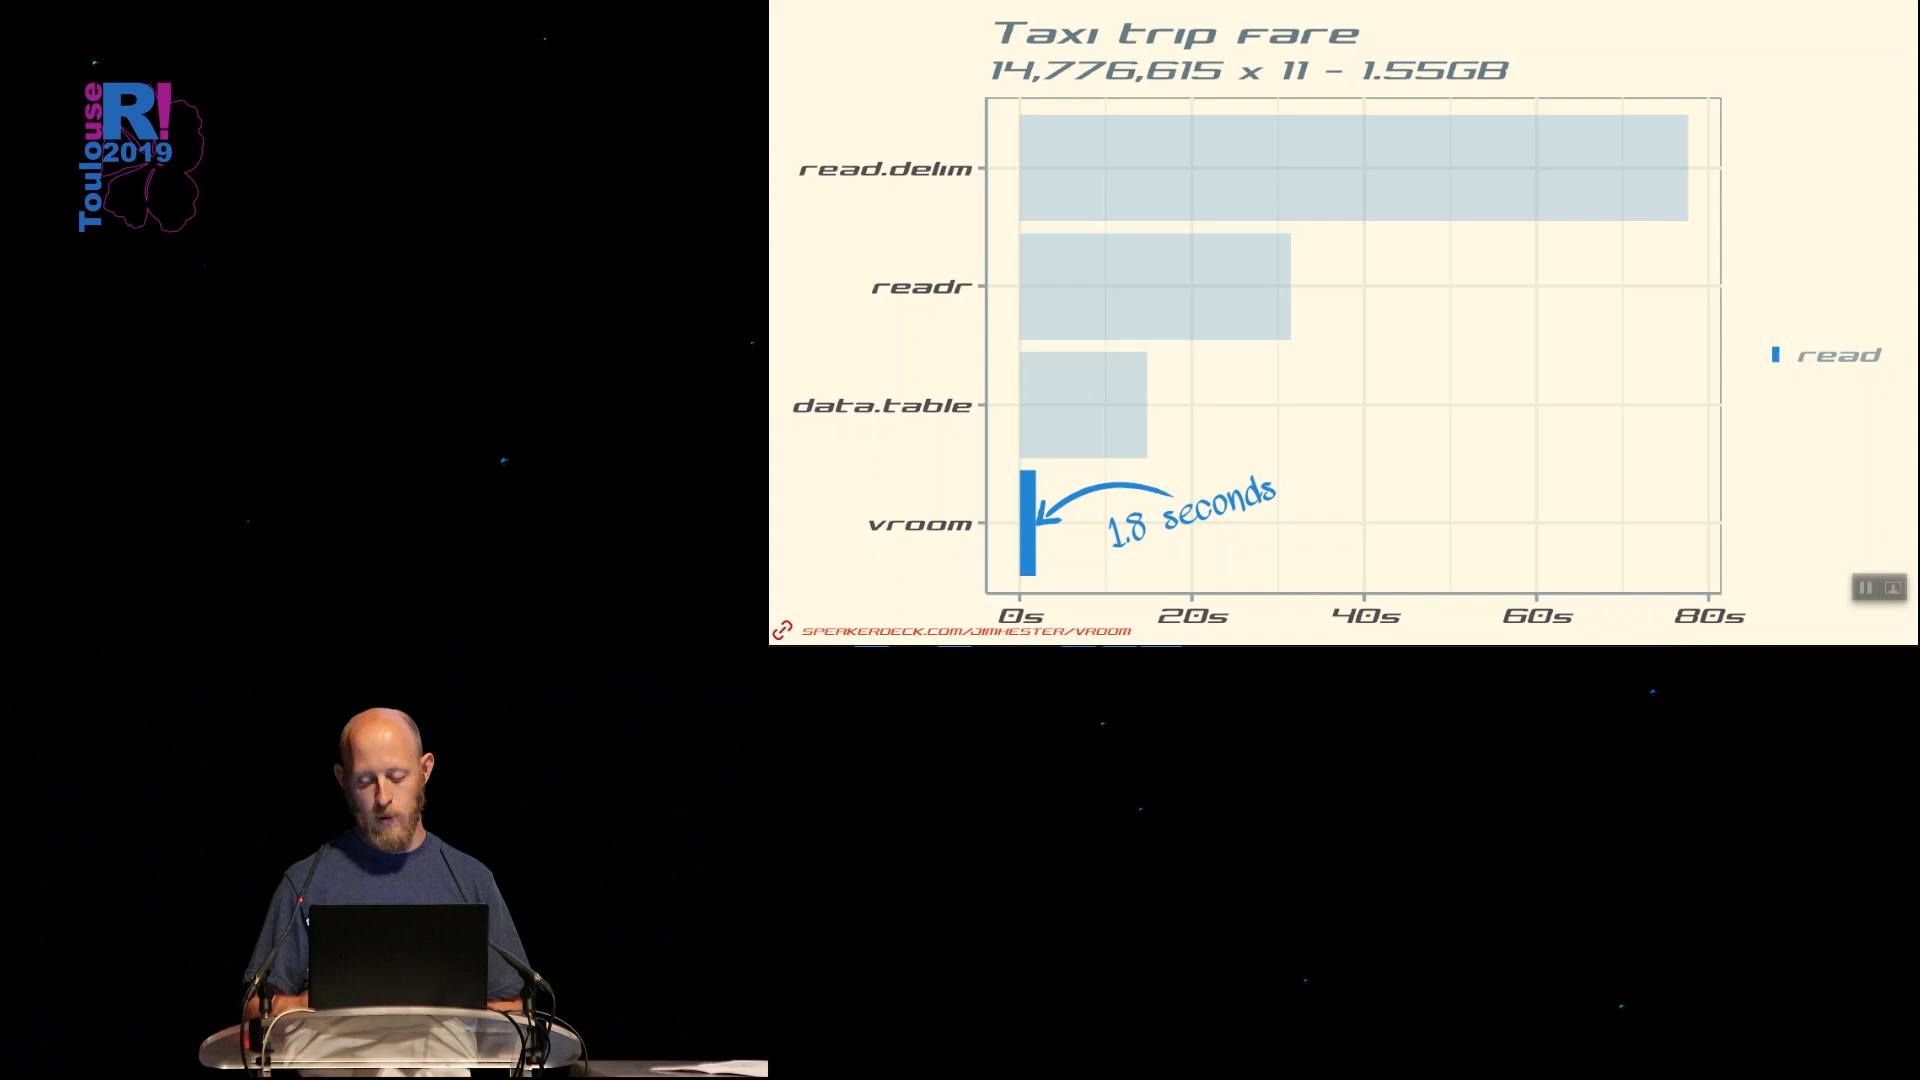 Toulouse
R!
2019
Taxi trip fare
14,776,615 x 11 - 1.55GB
read.delim
readr
data.table
vroom
1.8 seconds
read
0s 20s 40s 60s 80s
SPEAKERDECK.COM/JIMHESTER/VROOM